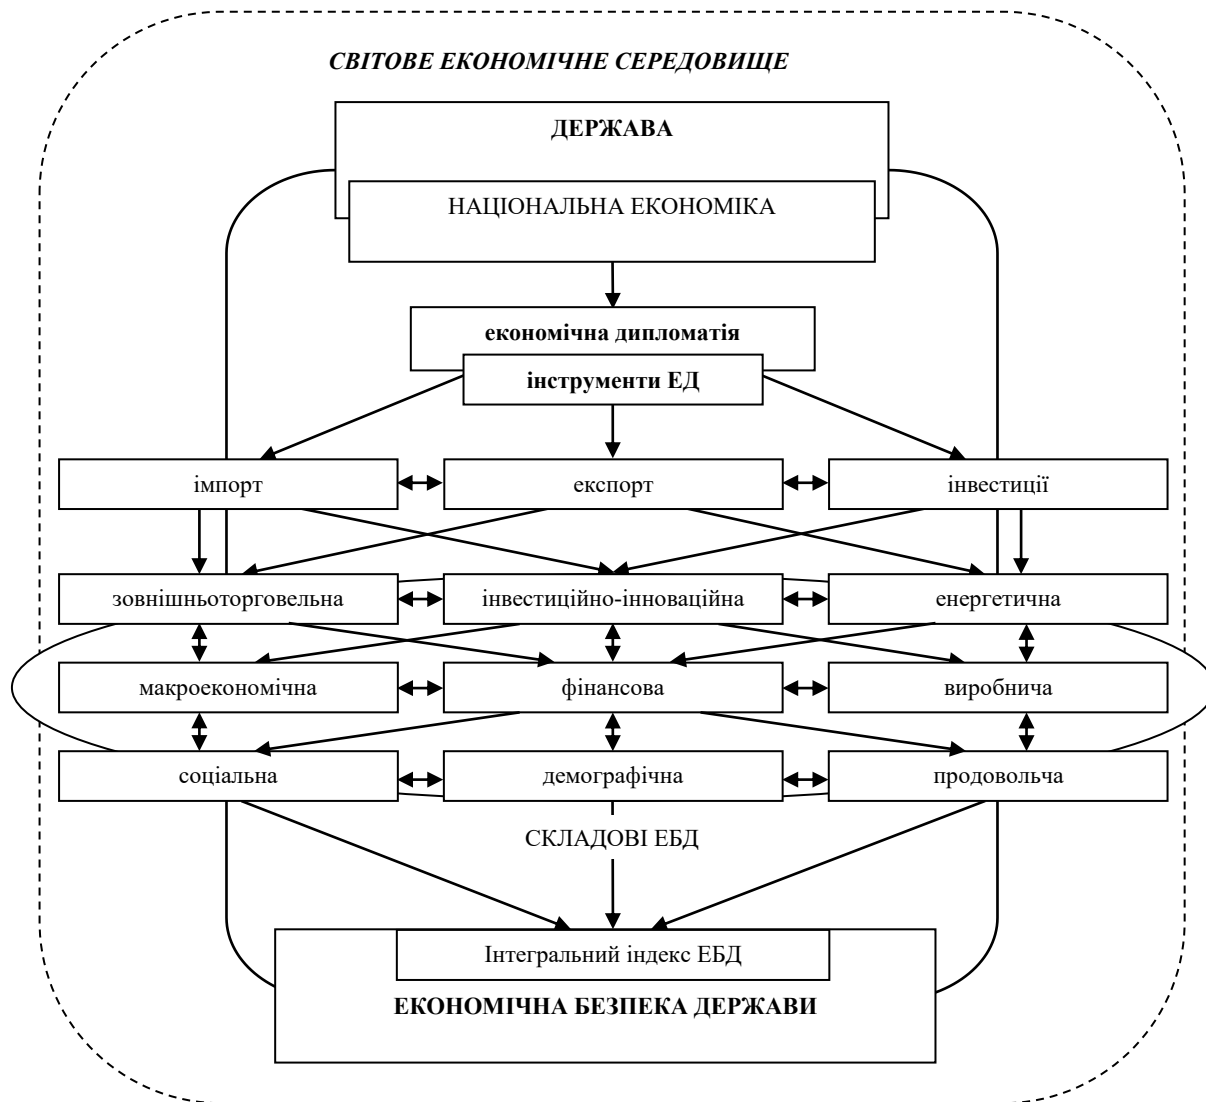 СВІТОВЕ ЕКОНОМІЧНЕ СЕРЕДОВИЩЕ
ДЕРЖАВА
НАЦІОНАЛЬНА ЕКОНОМІКА
економічна дипломатія
інструменти ЕД
імпорт
експорт
інвестиції
зовнішньоторговельна
інвестиційно-інноваційна
енергетична
макроекономічна
фінансова
виробнича
соціальна
демографічна
продовольча
СКЛАДОВІ ЕБД
Інтегральний індекс ЕБД
ЕКОНОМІЧНА БЕЗПЕКА ДЕРЖАВИ